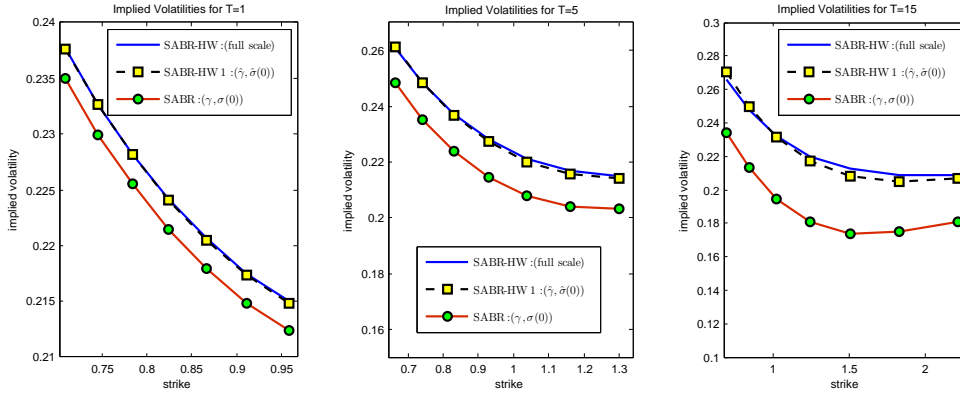 Implied Volatilities for T=1
0.24
0.235
0.23
0.225
0.22
0.215
0.21
implied volatility
SABR-HW :(full scale)
SABR-HW 1 :(γ̂, σ̂(0))
SABR :(γ, σ(0))
0.75
0.8
0.85
0.9
0.95
strike
Implied Volatilities for T=5
0.26
0.24
0.22
0.2
0.18
0.16
implied volatility
SABR-HW :(full scale)
SABR-HW 1 :(γ̂, σ̂(0))
SABR :(γ, σ(0))
0.7
0.8
0.9
1
1.1
1.2
1.3
strike
Implied Volatilities for T=15
0.3
0.28
0.26
0.24
0.22
0.2
0.18
0.16
0.14
0.12
0.1
implied volatility
SABR-HW :(full scale)
SABR-HW 1 :(γ̂, σ̂(0))
SABR :(γ, σ(0))
1
1.5
2
strike